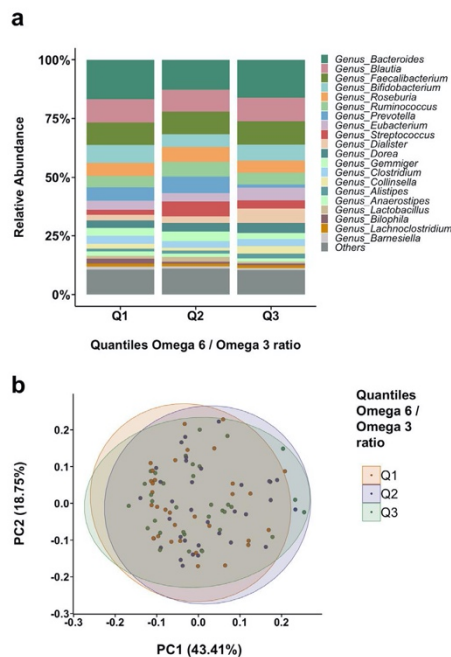 a
100%
75%
50%
25%
0%
Relative Abundance
Q1 Q2 Q3
Quantiles Omega 6 / Omega 3 ratio
Genus_Bacteroides
Genus_Blautia
Genus_Faecalibacterium
Genus_Bifidobacterium
Genus_Roseburia
Genus_Ruminococcus
Genus_Prevotella
Genus_Eubacterium
Genus_Streptococcus
Genus_Dialister
Genus_Dorea
Genus_Gemmiger
Genus_Clostridium
Genus_Collinsella
Genus_Alistipes
Genus_Anaerostipes
Genus_Lactobacillus
Genus_Bilophila
Genus_Lachnoclostridium
Genus_Barnesiella
Others
b
0.2
0.1
0.0
-0.1
-0.2
-0.3
PC2 (18.75%)
-0.3 -0.2 -0.1 0.0 0.1 0.2
PC1 (43.41%)
Quantiles
Omega 6 /
Omega 3
ratio
Q1
Q2
Q3